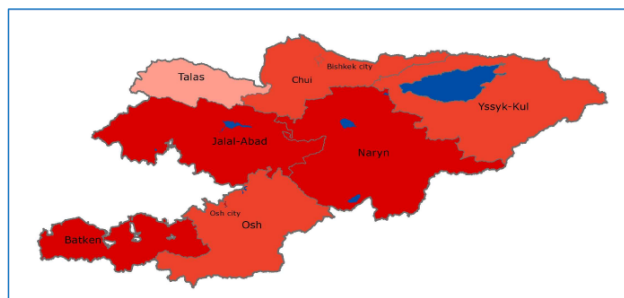 Bishkek city
Talas
Chui
Yssyk-Kul
Jalal-Abad
Naryn
Osh city
Osh
Batken